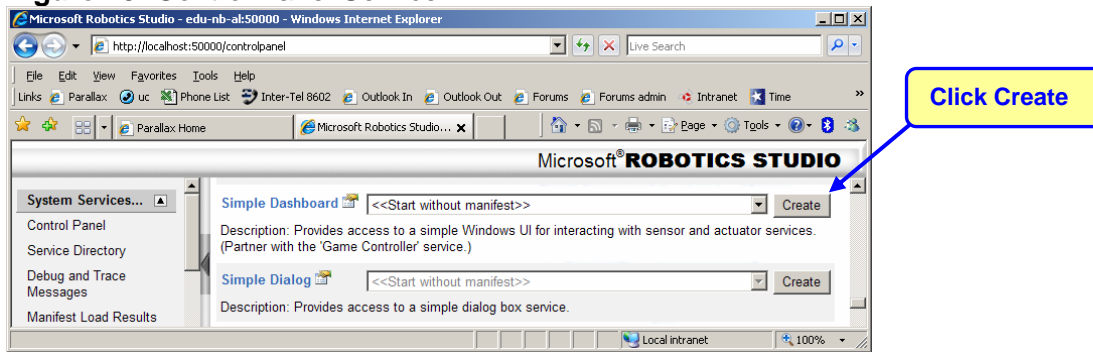 Microsoft Robotics Studio - edu-nb-al:50000 - Windows Internet Explorer
http://localhost:50000/controlpanel
Live Search
File Edit View Favorites Tools Help
Links Parallax uc Phone List Inter-Tel 8602 Outlook In Outlook Out Forums Forums admin Intranet Time »
Click Create
Parallax Home Microsoft Robotics Studio... Page Tools
Microsoft®ROBOTICS STUDIO
System Services...
Control Panel
Service Directory
Debug and Trace
Messages
Manifest Load Results
Simple Dashboard <<Start without manifest>> Create
Description: Provides access to a simple Windows UI for interacting with sensor and actuator services.
(Partner with the 'Game Controller' service.)
Simple Dialog <<Start without manifest>> Create
Description: Provides access to a simple dialog box service.
Local intranet 100%